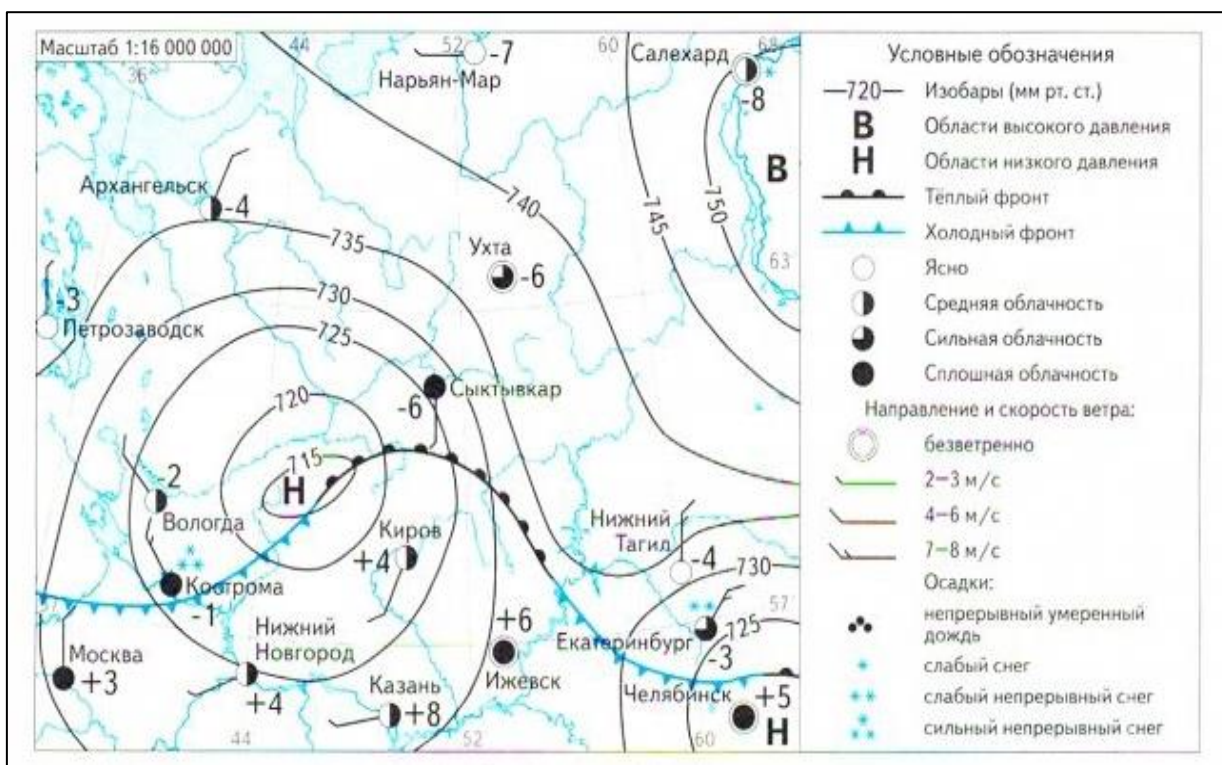 Масштаб 1:16 000 000
44
52
60
68
36
-7
Нарьян-Мар
Салехард
-8
В
Архангельск
-4
740
735
745
750
Ухта
-6
63
-3
Петрозаводск
730
725
720
Сыктывкар
-6
715
Н
-2
Вологда
Киров
+4
Нижний
Тагил
-4
730
Кострома
-1
57
Москва
+3
Нижний
Новгород
+4
+6
Ижевск
Екатеринбург
-3
725
Казань
+8
Челябинск
+5
Н
44
52
60
Условные обозначения
720 Изобары (мм рт. ст.)
В Области высокого давления
Н Области низкого давления
Тёплый фронт
Холодный фронт
Ясно
Средняя облачность
Сильная облачность
Сплошная облачность
Направление и скорость ветра:
безветренно
2–3 м/с
4–6 м/с
7–8 м/с
Осадки:
непрерывный умеренный
дождь
слабый снег
слабый непрерывный снег
сильный непрерывный снег